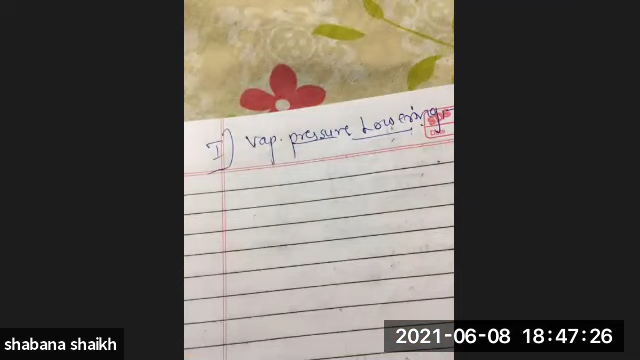 I) Vap. pressure Lowering
shabana shaikh
2021-06-08 18:47:26